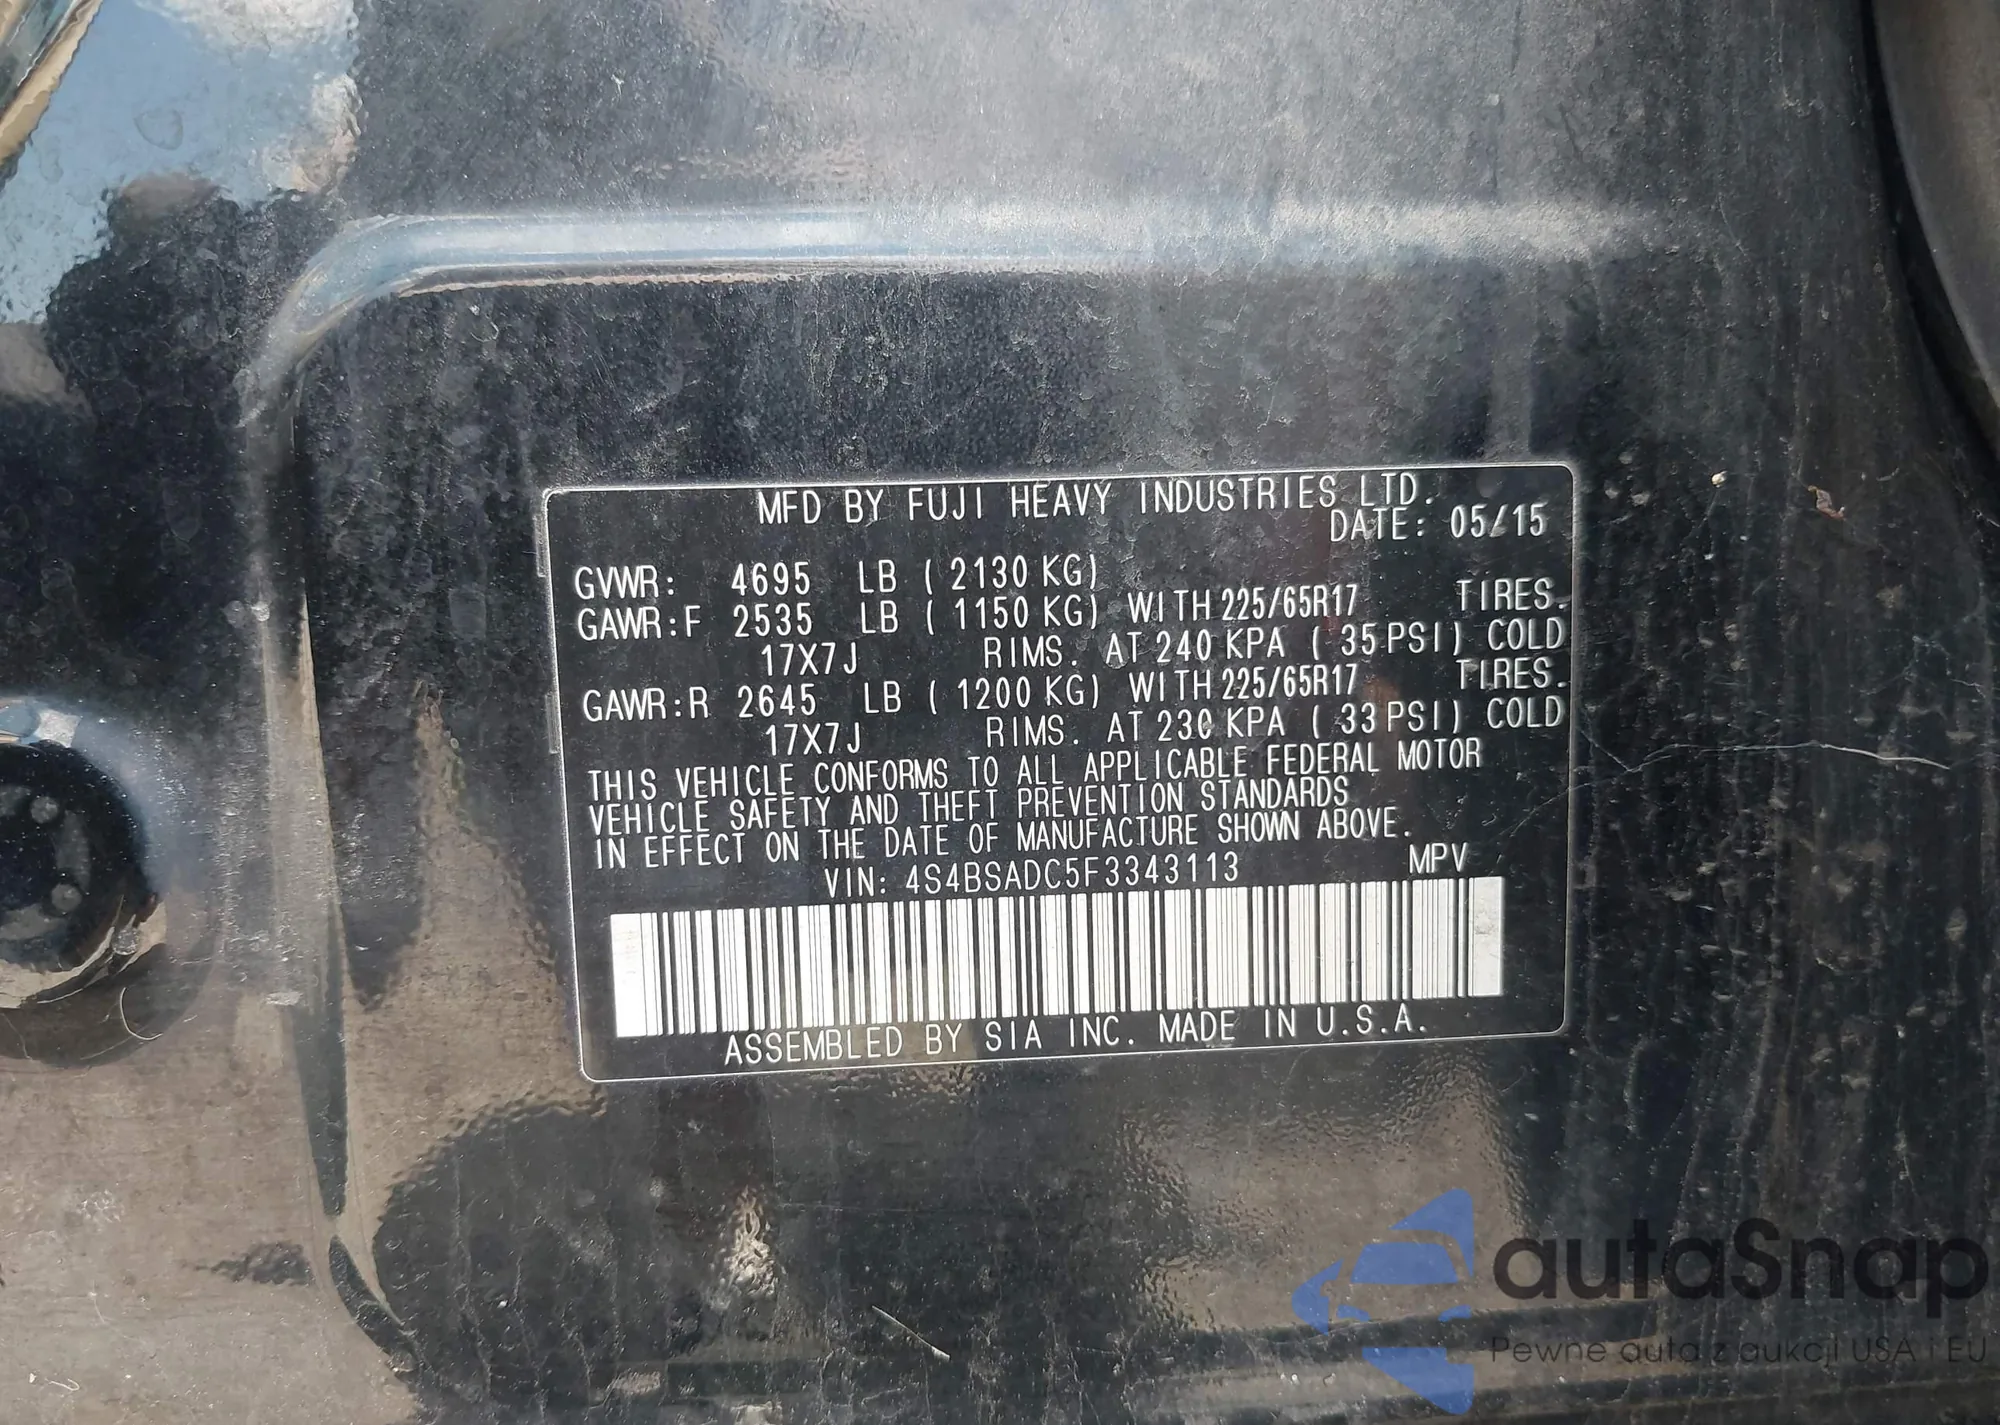 MFD BY FUJI HEAVY INDUSTRIES LTD.
DATE: 05/15
GVWR: 4695 LB ( 2130 KG)
GAWR:F 2535 LB ( 1150 KG) WITH 225/65R17 TIRES.
17X7J RIMS. AT 240 KPA ( 35 PSI) COLD
GAWR:R 2645 LB ( 1200 KG) WITH 225/65R17 TIRES.
17X7J RIMS. AT 230 KPA ( 33 PSI) COLD
THIS VEHICLE CONFORMS TO ALL APPLICABLE FEDERAL MOTOR
VEHICLE SAFETY AND THEFT PREVENTION STANDARDS
IN EFFECT ON THE DATE OF MANUFACTURE SHOWN ABOVE.
VIN: 4S4BSADC5F3343113 MPV
ASSEMBLED BY SIA INC. MADE IN U.S.A.
autaSnap
Pewne auta z aukcji USA i EU